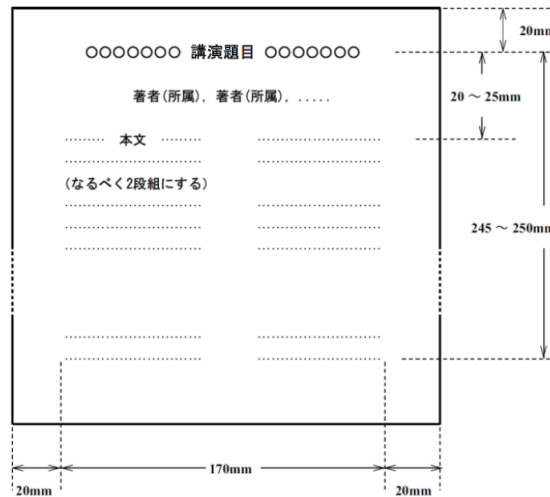 20mm
○○○○○○○ 講演題目 ○○○○○○○
著者(所属), 著者(所属), .....
20 ～ 25mm
本文
(なるべく2段組にする)
245 ～ 250mm
170mm
20mm
20mm